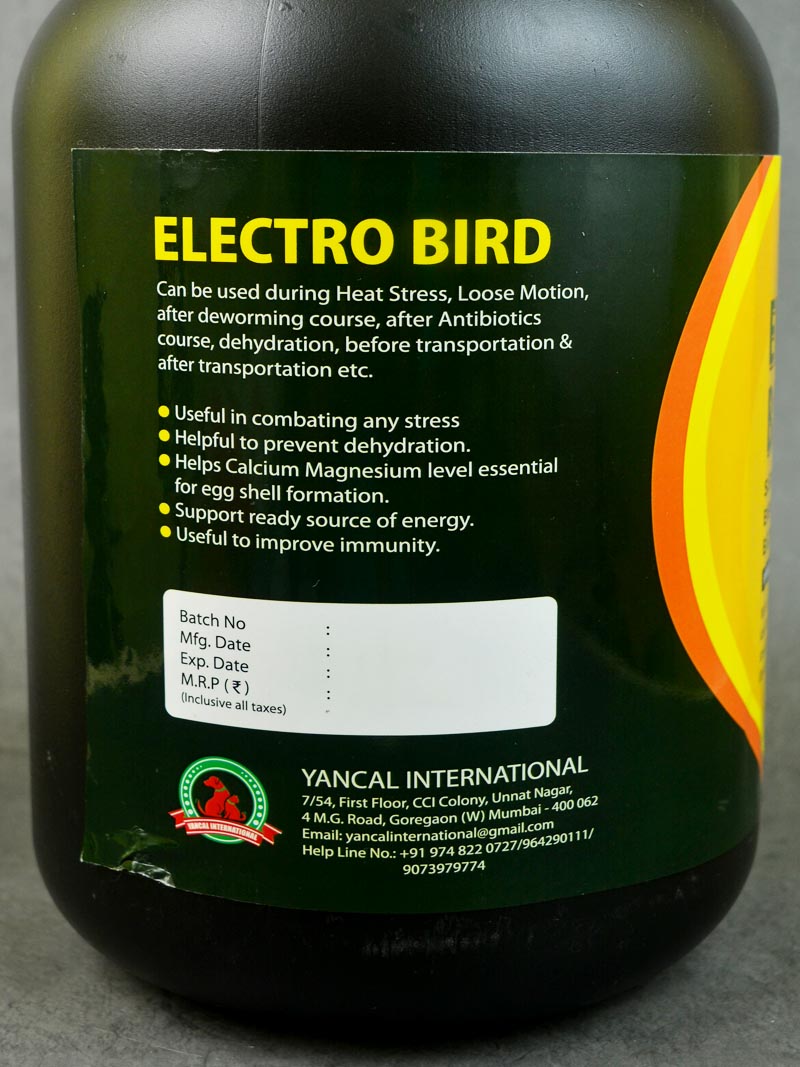 ELECTRO BIRD
Can be used during Heat Stress, Loose Motion,
after deworming course, after Antibiotics
course, dehydration, before transportation &
after transportation etc.
Useful in combating any stress
Helpful to prevent dehydration.
Helps Calcium Magnesium level essential
for egg shell formation.
Support ready source of energy.
Useful to improve immunity.
Batch No :
Mfg. Date :
Exp. Date :
M.R.P ( ₹ ) :
(Inclusive all taxes)
YANCAL INTERNATIONAL
YANCAL INTERNATIONAL
7/54, First Floor, CCI Colony, Unnat Nagar,
4 M.G. Road, Goregaon (W) Mumbai - 400 062
Email: yancalinternational@gmail.com
Help Line No.: +91 974 822 0727/964290111/
9073979774